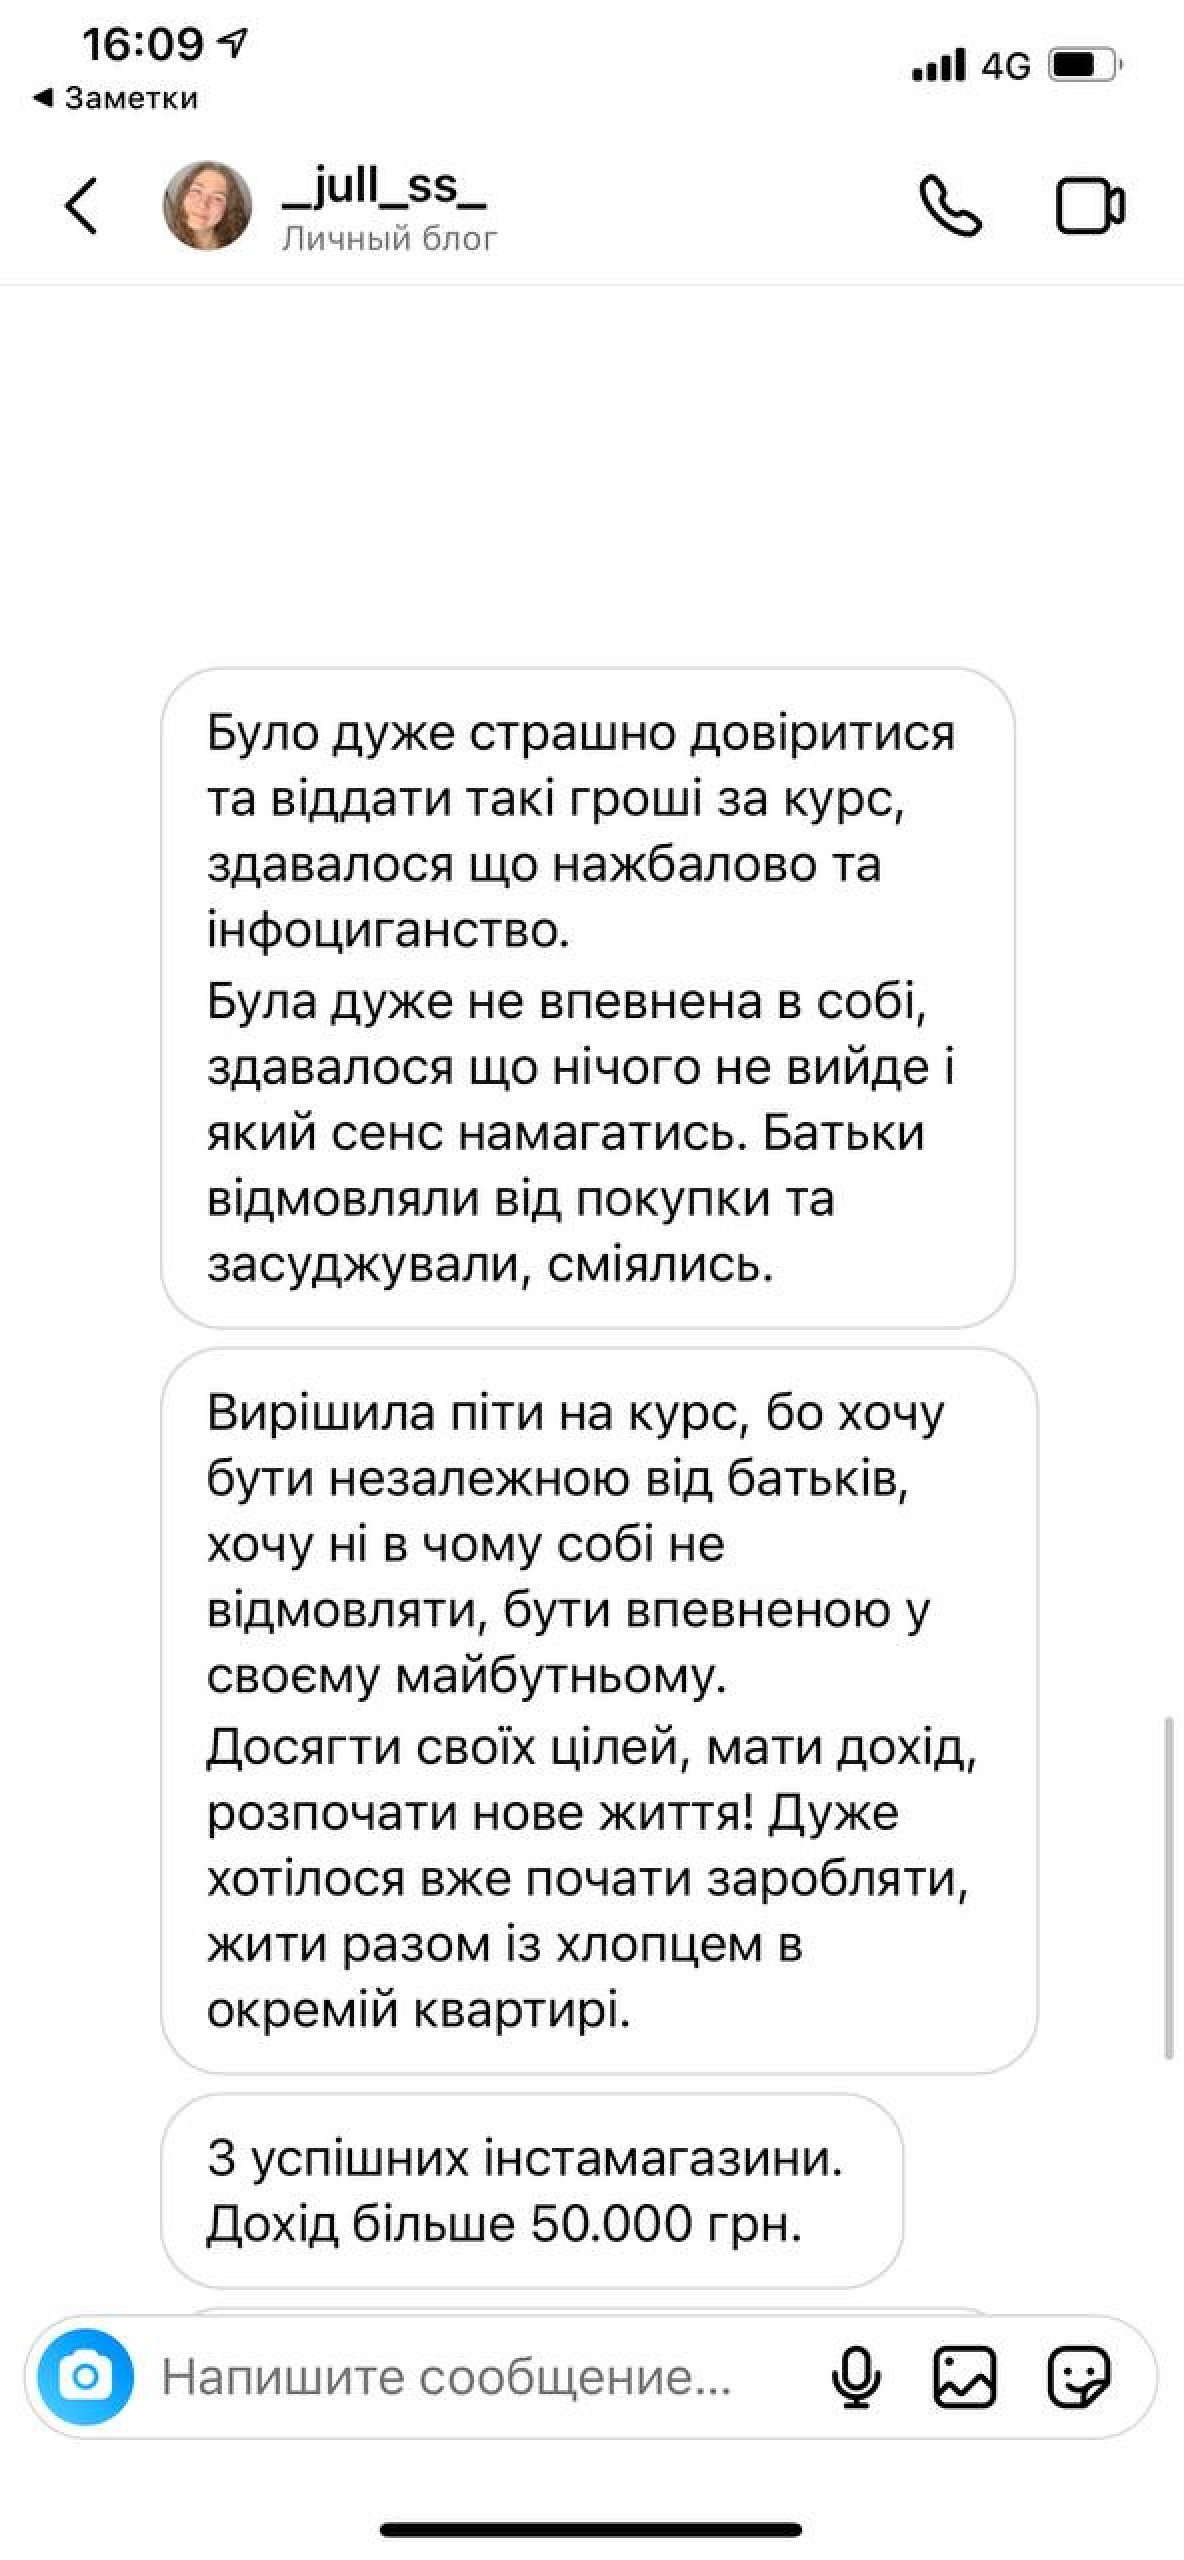 16:09
4G
◀ Заметки
_jull_ss_
Личный блог
Було дуже страшно довіритися
та віддати такі гроші за курс,
здавалося що нажбалово та
інфоциганство.
Була дуже не впевнена в собі,
здавалося що нічого не вийде і
який сенс намагатись. Батьки
відмовляли від покупки та
засуджували, сміялись.
Вирішила піти на курс, бо хочу
бути незалежною від батьків,
хочу ні в чому собі не
відмовляти, бути впевненою у
своєму майбутньому.
Досягти своїх цілей, мати дохід,
розпочати нове життя! Дуже
хотілося вже почати заробляти,
жити разом із хлопцем в
окремій квартирі.
3 успішних інстамагазини.
Дохід більше 50.000 грн.
Напишите сообщение...